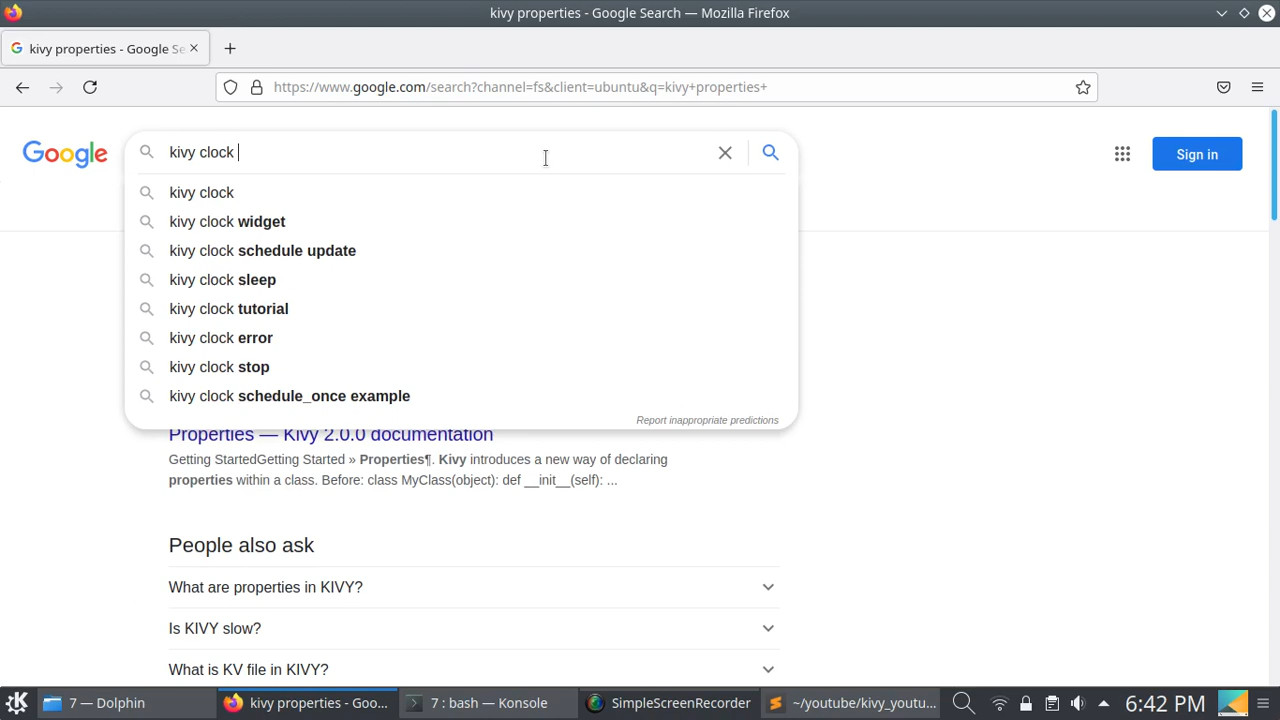 kivy properties - Google Search — Mozilla Firefox
kivy properties - Google Se
https://www.google.com/search?channel=fs&client=ubuntu&q=kivy+properties+
Google
kivy clock
Sign in
kivy clock
kivy clock widget
kivy clock schedule update
kivy clock sleep
kivy clock tutorial
kivy clock error
kivy clock stop
kivy clock schedule_once example
Report inappropriate predictions
Properties — Kivy 2.0.0 documentation
Getting StartedGetting Started » Properties¶. Kivy introduces a new way of declaring
properties within a class. Before: class MyClass(object): def __init__(self): ...
People also ask
What are properties in KIVY?
Is KIVY slow?
What is KV file in KIVY?
7 — Dolphin
kivy properties - Goo...
7 : bash — Konsole
SimpleScreenRecorder
~/youtube/kivy_youtu...
6:42 PM